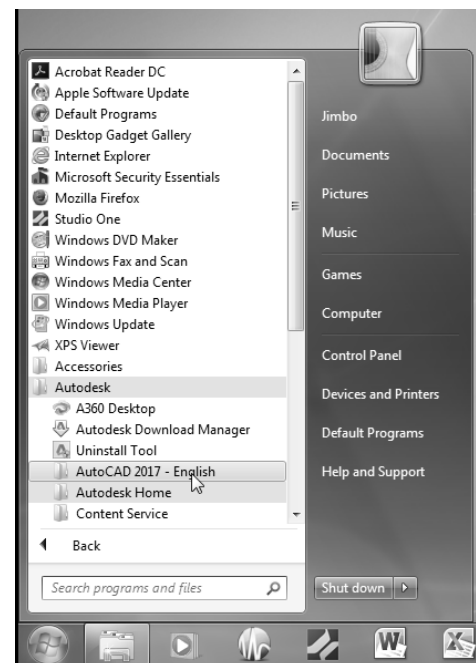 Acrobat Reader DC
Apple Software Update
Default Programs
Desktop Gadget Gallery
Internet Explorer
Microsoft Security Essentials
Mozilla Firefox
Studio One
Windows DVD Maker
Windows Fax and Scan
Windows Media Center
Windows Media Player
Windows Update
XPS Viewer
Accessories
Autodesk
A360 Desktop
Autodesk Download Manager
Uninstall Tool
AutoCAD 2017 - English
Autodesk Home
Content Service
Back
Search programs and files
Jimbo
Documents
Pictures
Music
Games
Computer
Control Panel
Devices and Printers
Default Programs
Help and Support
Shut down